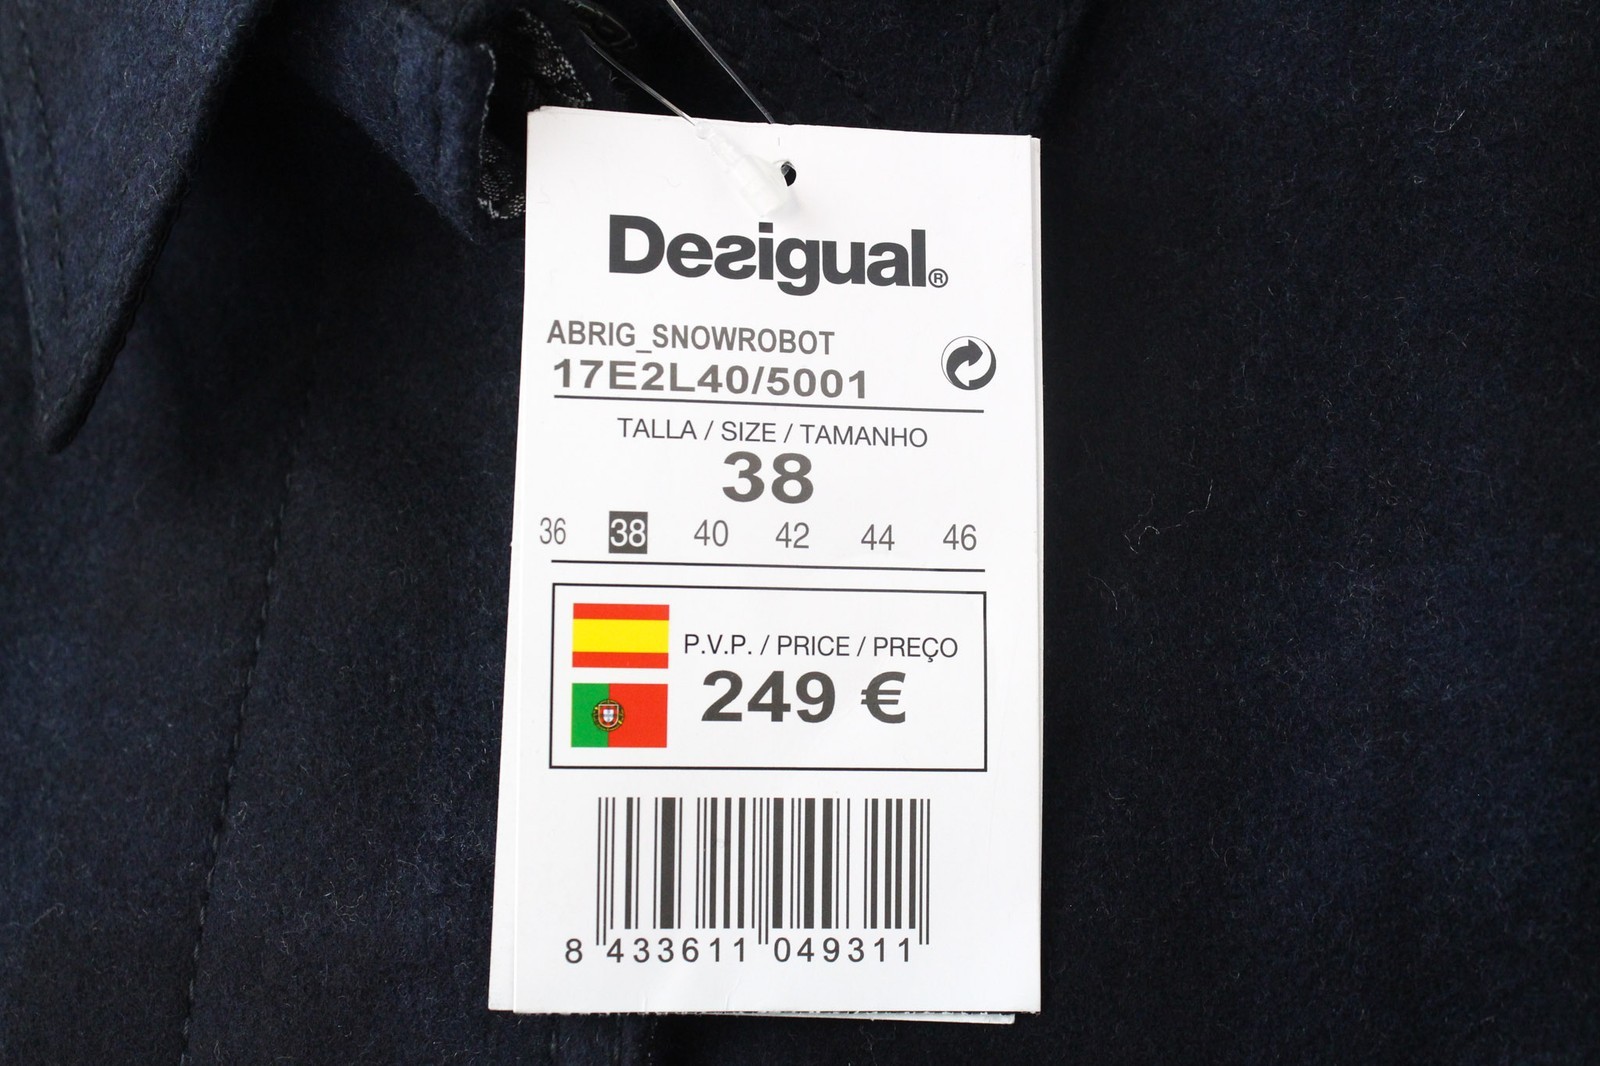 Desigual®
ABRIG_SNOWROBOT
17E2L40/5001
TALLA / SIZE / TAMANHO
38
36 38 40 42 44 46
P.V.P. / PRICE / PREÇO
249 €
8 433611 049311